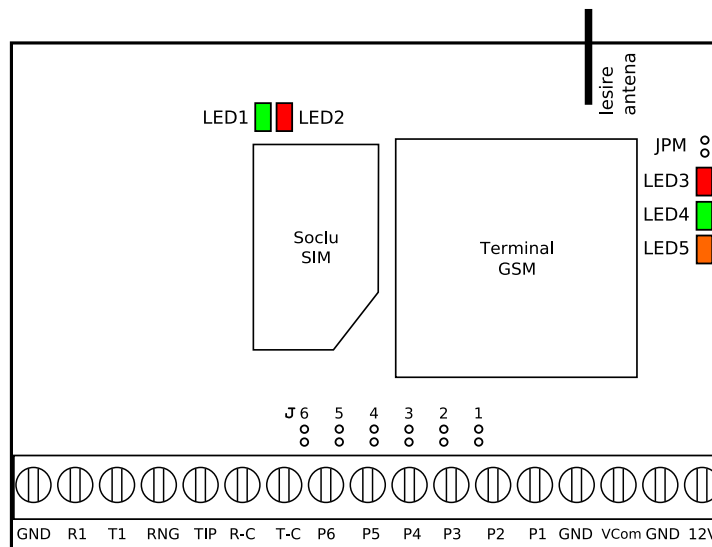 Iesire
antena
LED1 LED2
JPM
LED3
LED4
LED5
Soclu
SIM
Terminal
GSM
J 6 5 4 3 2 1
GND R1 T1 RNG TIP R-C T-C P6 P5 P4 P3 P2 P1 GND VCom GND 12V